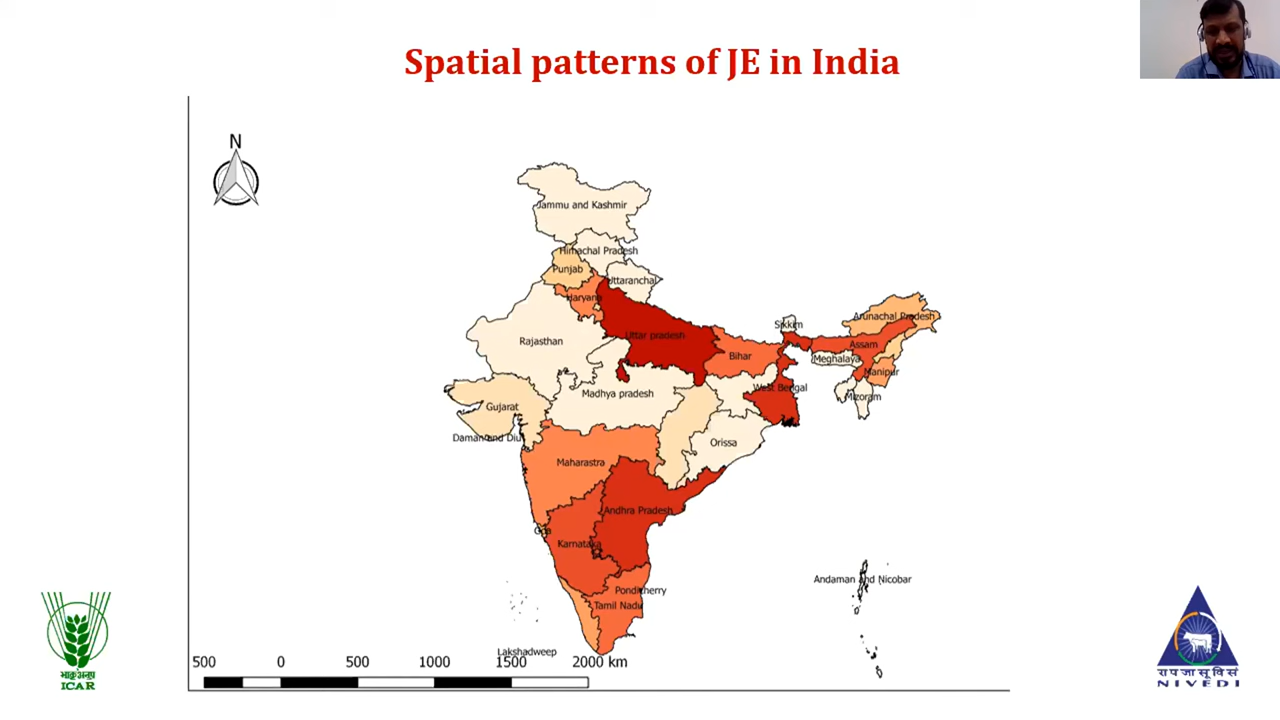 Spatial patterns of JE in India
N
Jammu and Kashmir
Himachal Pradesh
Punjab
Uttaranchal
Haryana
Uttar pradesh
Rajasthan
Bihar
Sikkim
Arunachal Pradesh
Assam
Meghalaya
Manipur
Mizoram
West Bengal
Madhya pradesh
Gujarat
Daman and Diu
Orissa
Maharastra
Andhra Pradesh
Goa
Karnataka
Andaman and Nicobar
Pondicherry
Tamil Nadu
Lakshadweep
500 0 500 1000 1500 2000 km
भाकृअनुप
ICAR
रा प जा सू वि सं
NIVEDI